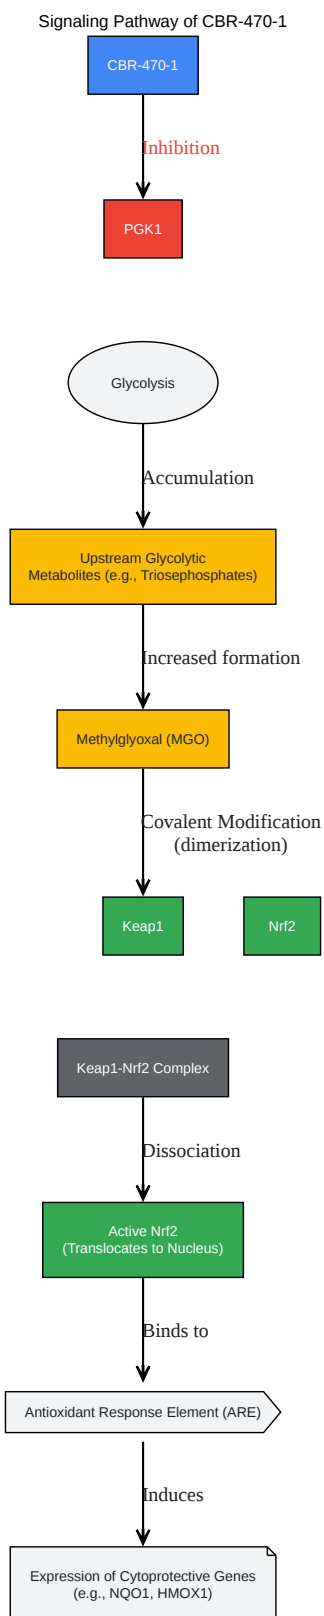 Signaling Pathway of CBR-470-1
CBR-470-1
Inhibition
PGK1
Glycolysis
Accumulation
Upstream Glycolytic
Metabolites (e.g., Triosephosphates)
Increased formation
Methylglyoxal (MGO)
Covalent Modification
(dimerization)
Keap1
Nrf2
Keap1-Nrf2 Complex
Dissociation
Active Nrf2
(Translocates to Nucleus)
Binds to
Antioxidant Response Element (ARE)
Induces
Expression of Cytoprotective Genes
(e.g., NQO1, HMOX1)